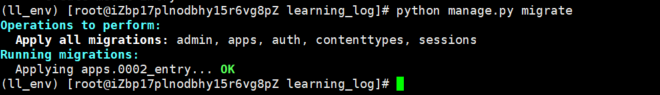 (ll_env) [root@iZbp17plnodbhy15r6vg8pZ learning_log]# python manage.py migrate
Operations to perform:
  Apply all migrations: admin, apps, auth, contenttypes, sessions
Running migrations:
  Applying apps.0002_entry... OK
(ll_env) [root@iZbp17plnodbhy15r6vg8pZ learning_log]#